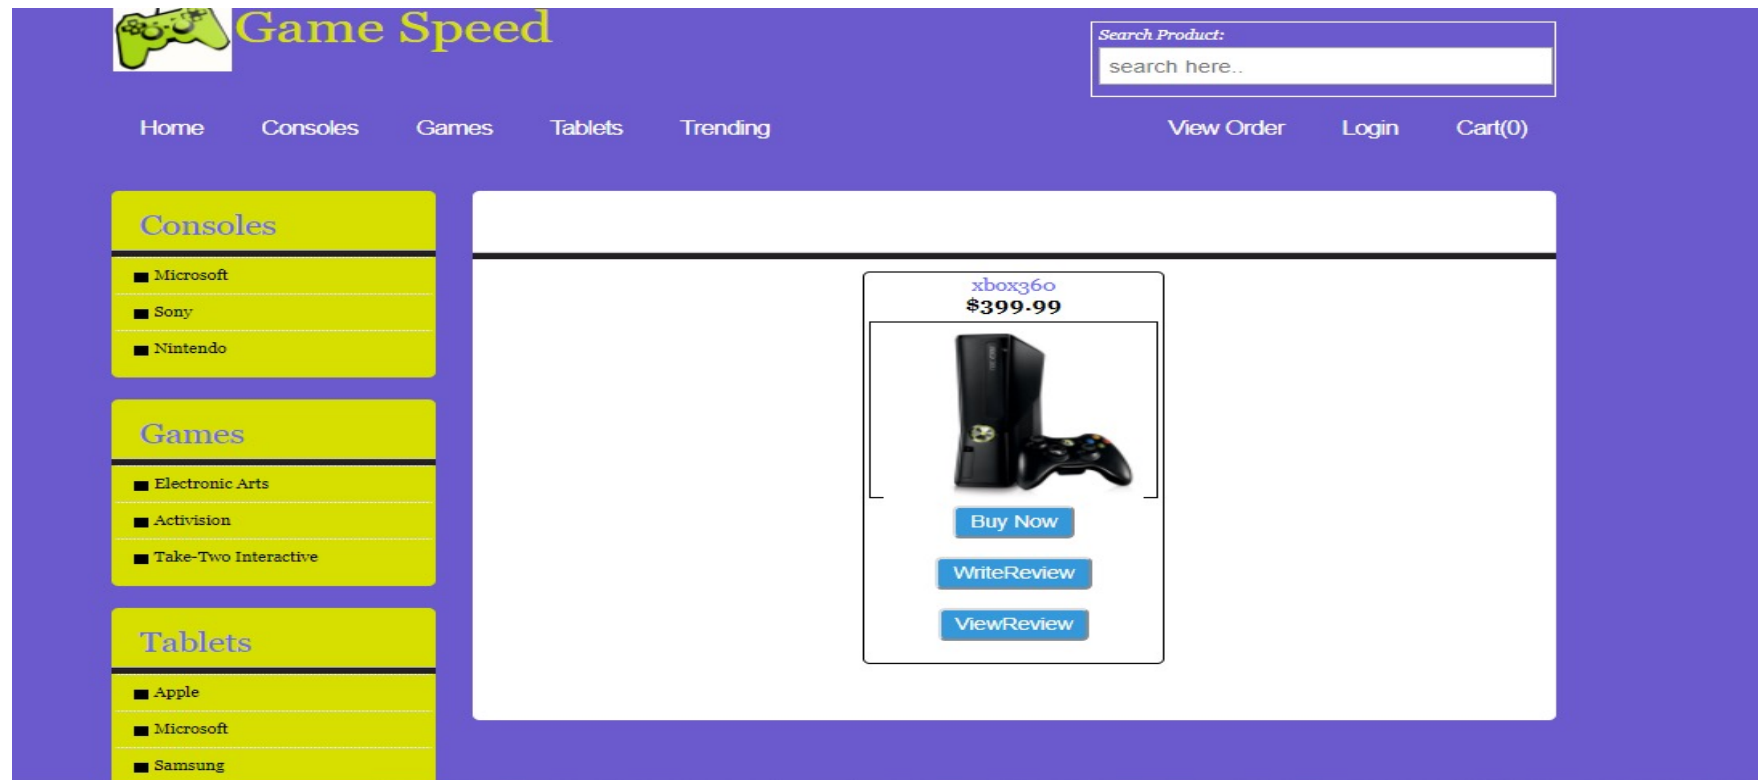 Game Speed
Search Product:
search here..
Home Consoles Games Tablets Trending View Order Login Cart(0)
Consoles
Microsoft
Sony
Nintendo
Games
Electronic Arts
Activision
Take-Two Interactive
Tablets
Apple
Microsoft
Samsung
xbox360
$399.99
Buy Now
WriteReview
ViewReview